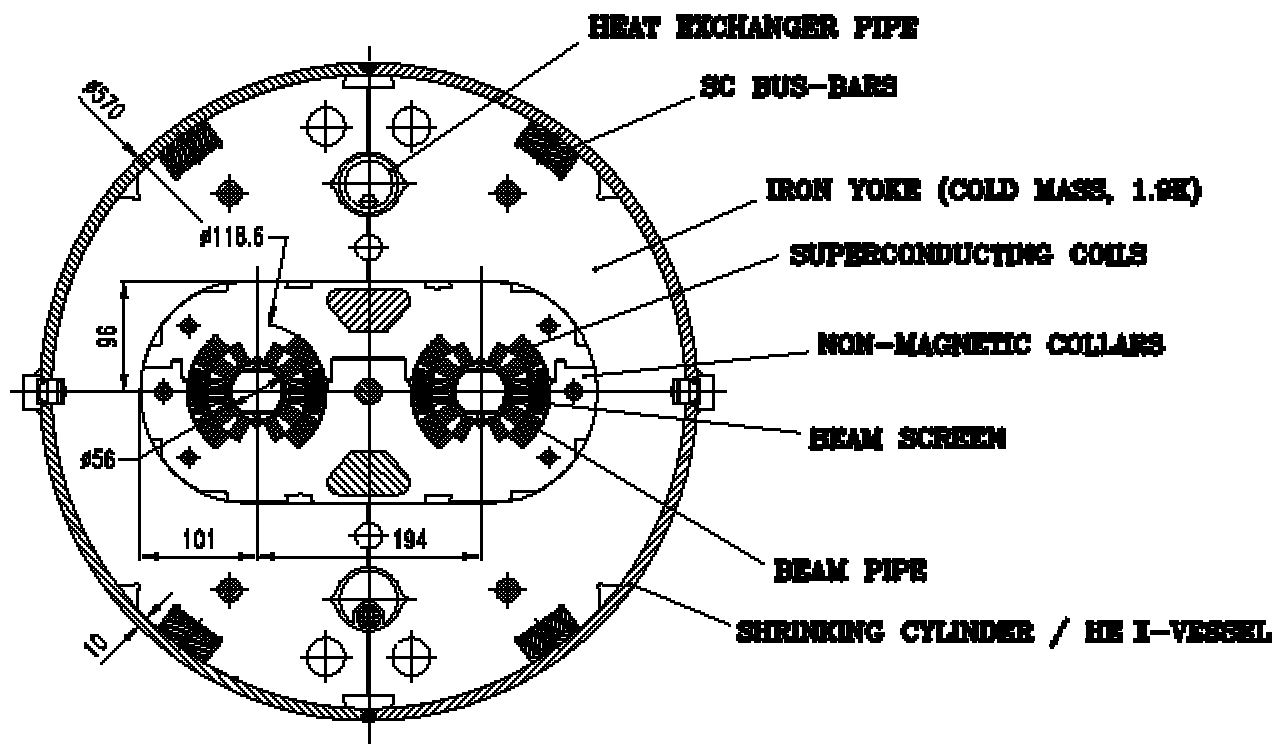 HEAT EXCHANGER PIPE
SC BUS-BARS
ø570
IRON YOKE (COLD MASS, 1.9K)
ø118.6
SUPERCONDUCTING COILS
96
NON-MAGNETIC COLLARS
BEAM SCREEN
ø56
101
194
BEAM PIPE
10
SHRINKING CYLINDER / HE I-VESSEL